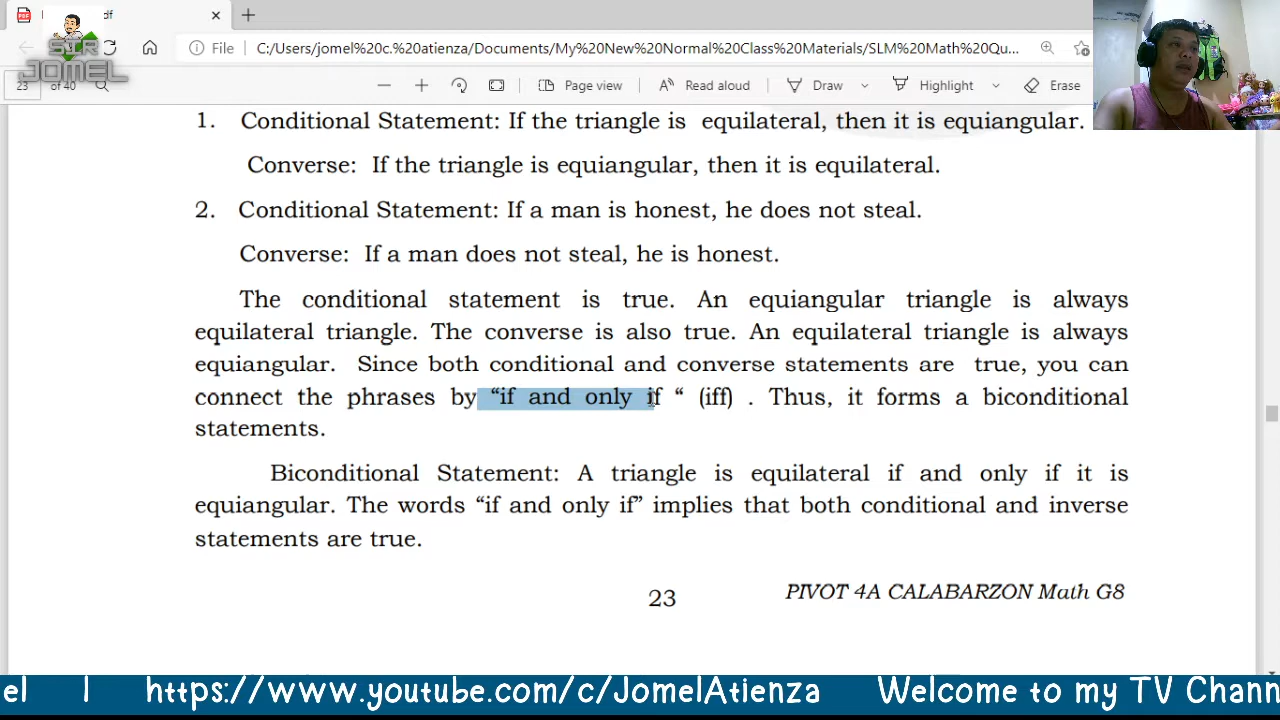 df
SIR
JOMEL
File
C:/Users/jomel%20c.%20atienza/Documents/My%20New%20Normal%20Class%20Materials/SLM%20Math%20Qu...
23 of 40
Page view
Read aloud
Draw
Highlight
Erase
1. Conditional Statement: If the triangle is equilateral, then it is equiangular.
Converse: If the triangle is equiangular, then it is equilateral.
2. Conditional Statement: If a man is honest, he does not steal.
Converse: If a man does not steal, he is honest.
The conditional statement is true. An equiangular triangle is always
equilateral triangle. The converse is also true. An equilateral triangle is always
equiangular. Since both conditional and converse statements are true, you can
connect the phrases by “if and only if “ (iff) . Thus, it forms a biconditional
statements.
Biconditional Statement: A triangle is equilateral if and only if it is
equiangular. The words “if and only if” implies that both conditional and inverse
statements are true.
23
PIVOT 4A CALABARZON Math G8
el | https://www.youtube.com/c/JomelAtienza Welcome to my TV Chann